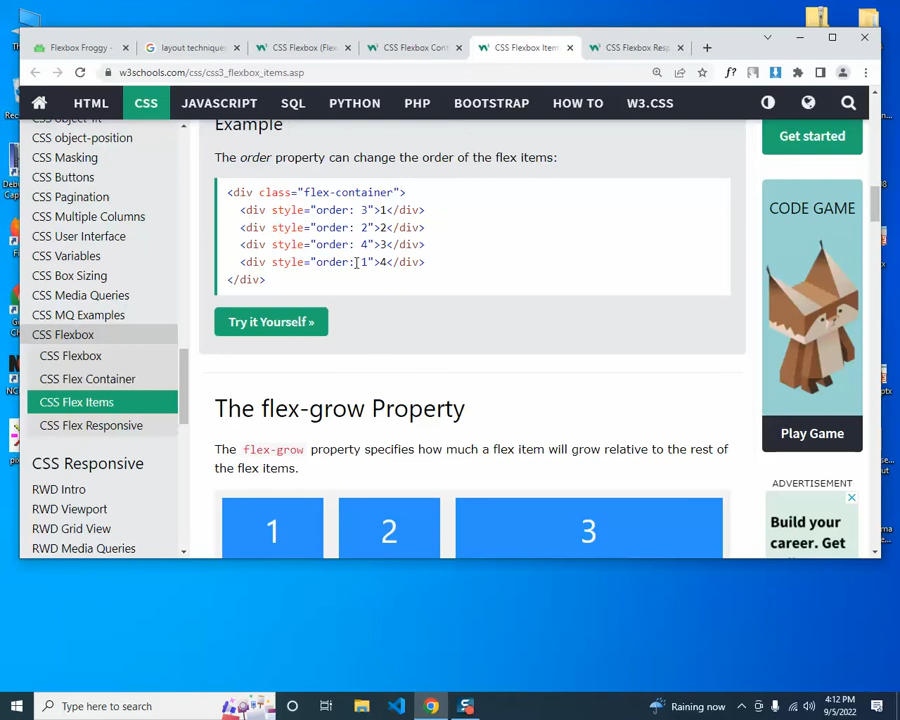 Flexbox Froggy
layout technique
CSS Flexbox (Fle
CSS Flexbox Con
CSS Flexbox Item
CSS Flexbox Resp
w3schools.com/css/css3_flexbox_items.asp
HTML
CSS
JAVASCRIPT
SQL
PYTHON
PHP
BOOTSTRAP
HOW TO
W3.CSS
CSS object-fit
CSS object-position
CSS Masking
CSS Buttons
CSS Pagination
CSS Multiple Columns
CSS User Interface
CSS Variables
CSS Box Sizing
CSS Media Queries
CSS MQ Examples
CSS Flexbox
CSS Flexbox
CSS Flex Container
CSS Flex Items
CSS Flex Responsive
CSS Responsive
RWD Intro
RWD Viewport
RWD Grid View
RWD Media Queries
Example
The order property can change the order of the flex items:
<div class="flex-container">
<div style="order: 3">1</div>
<div style="order: 2">2</div>
<div style="order: 4">3</div>
<div style="order: 1">4</div>
</div>
Try it Yourself »
The flex-grow Property
The flex-grow property specifies how much a flex item will grow relative to the rest of
the flex items.
1
2
3
Get started
CODE GAME
Play Game
ADVERTISEMENT
Build your
career. Get
Type here to search
Raining now
4:12 PM
9/5/2022